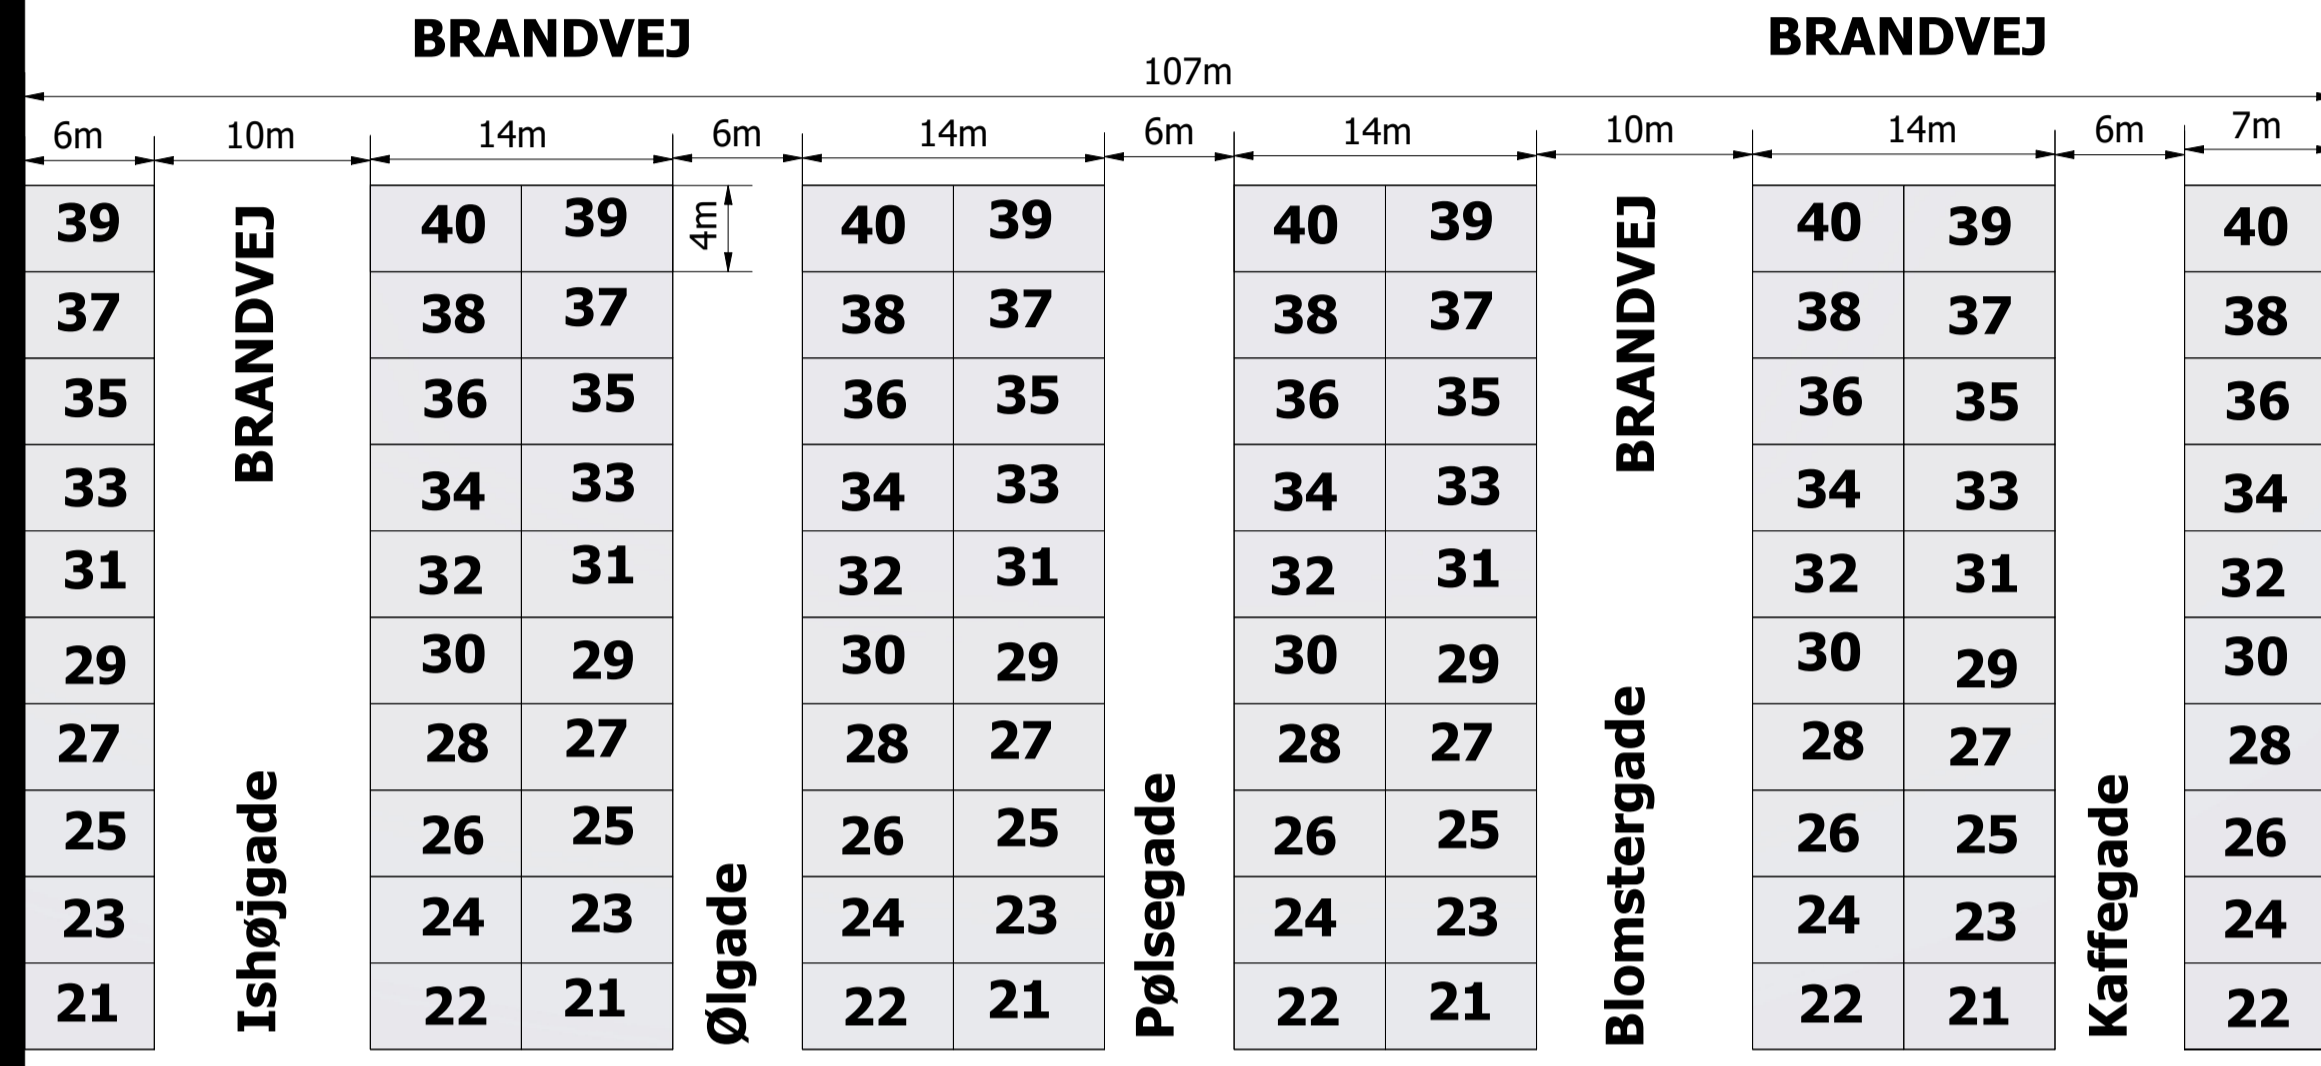 BRANDVEJ BRANDVEJ
107m
6m 10m 14m 6m 14m 6m 14m 10m 14m 6m 7m
4m
39 40 39 40 39 40 39 40 39 40
37 38 37 38 37 38 37 38 37 38
35 36 35 36 35 36 35 36 35 36
33 34 33 34 33 34 33 34 33 34
31 32 31 32 31 32 31 32 31 32
29 30 29 30 29 30 29 30 29 30
27 28 27 28 27 28 27 28 27 28
25 26 25 26 25 26 25 26 25 26
23 24 23 24 23 24 23 24 23 24
21 22 21 22 21 22 21 22 21 22
BRANDVEJ
Ishøjgade
Ølgade
Pølsegade
BRANDVEJ
Blomstergade
Kaffegade